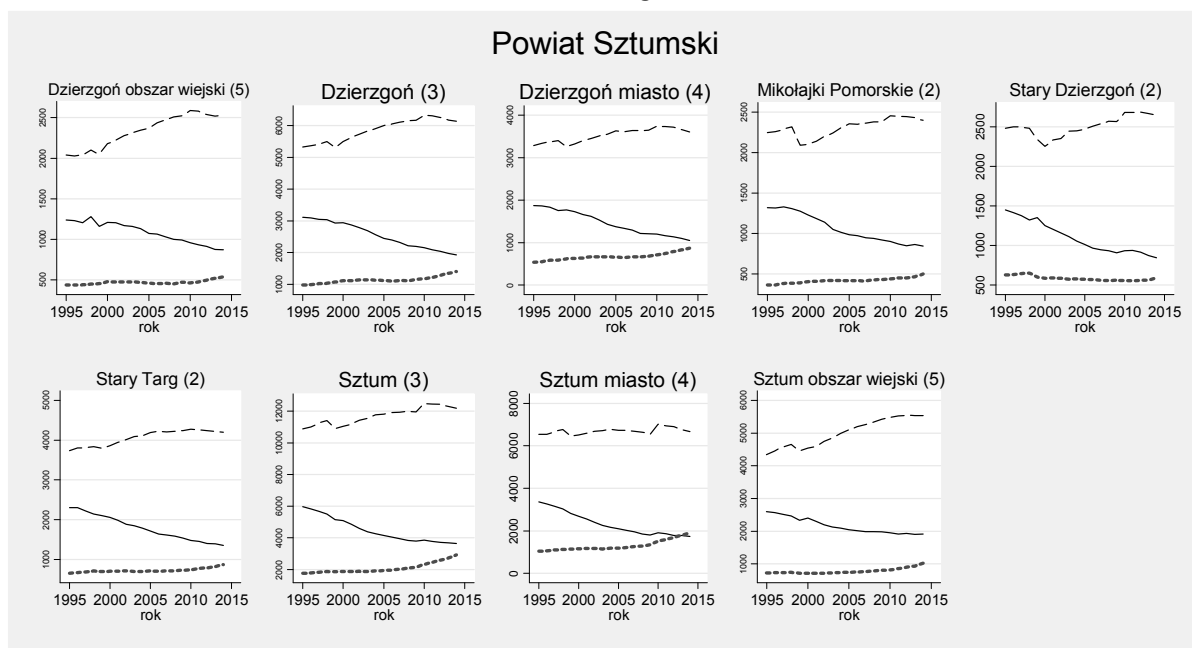 Powiat Sztumski
Dzierzgoń obszar wiejski (5)
500 1000 1500 2000 2500
1995 2000 2005 2010 2015
rok
Dzierzgoń (3)
1000 2000 3000 4000 5000 6000
1995 2000 2005 2010 2015
rok
Dzierzgoń miasto (4)
0 1000 2000 3000 4000
1995 2000 2005 2010 2015
rok
Mikołajki Pomorskie (2)
500 1000 1500 2000 2500
1995 2000 2005 2010 2015
rok
Stary Dzierzgoń (2)
500 1000 1500 2000 2500
1995 2000 2005 2010 2015
rok
Stary Targ (2)
1000 2000 3000 4000 5000
1995 2000 2005 2010 2015
rok
Sztum (3)
2000 4000 6000 8000 10000 12000
1995 2000 2005 2010 2015
rok
Sztum miasto (4)
0 2000 4000 6000 8000
1995 2000 2005 2010 2015
rok
Sztum obszar wiejski (5)
1000 2000 3000 4000 5000 6000
1995 2000 2005 2010 2015
rok